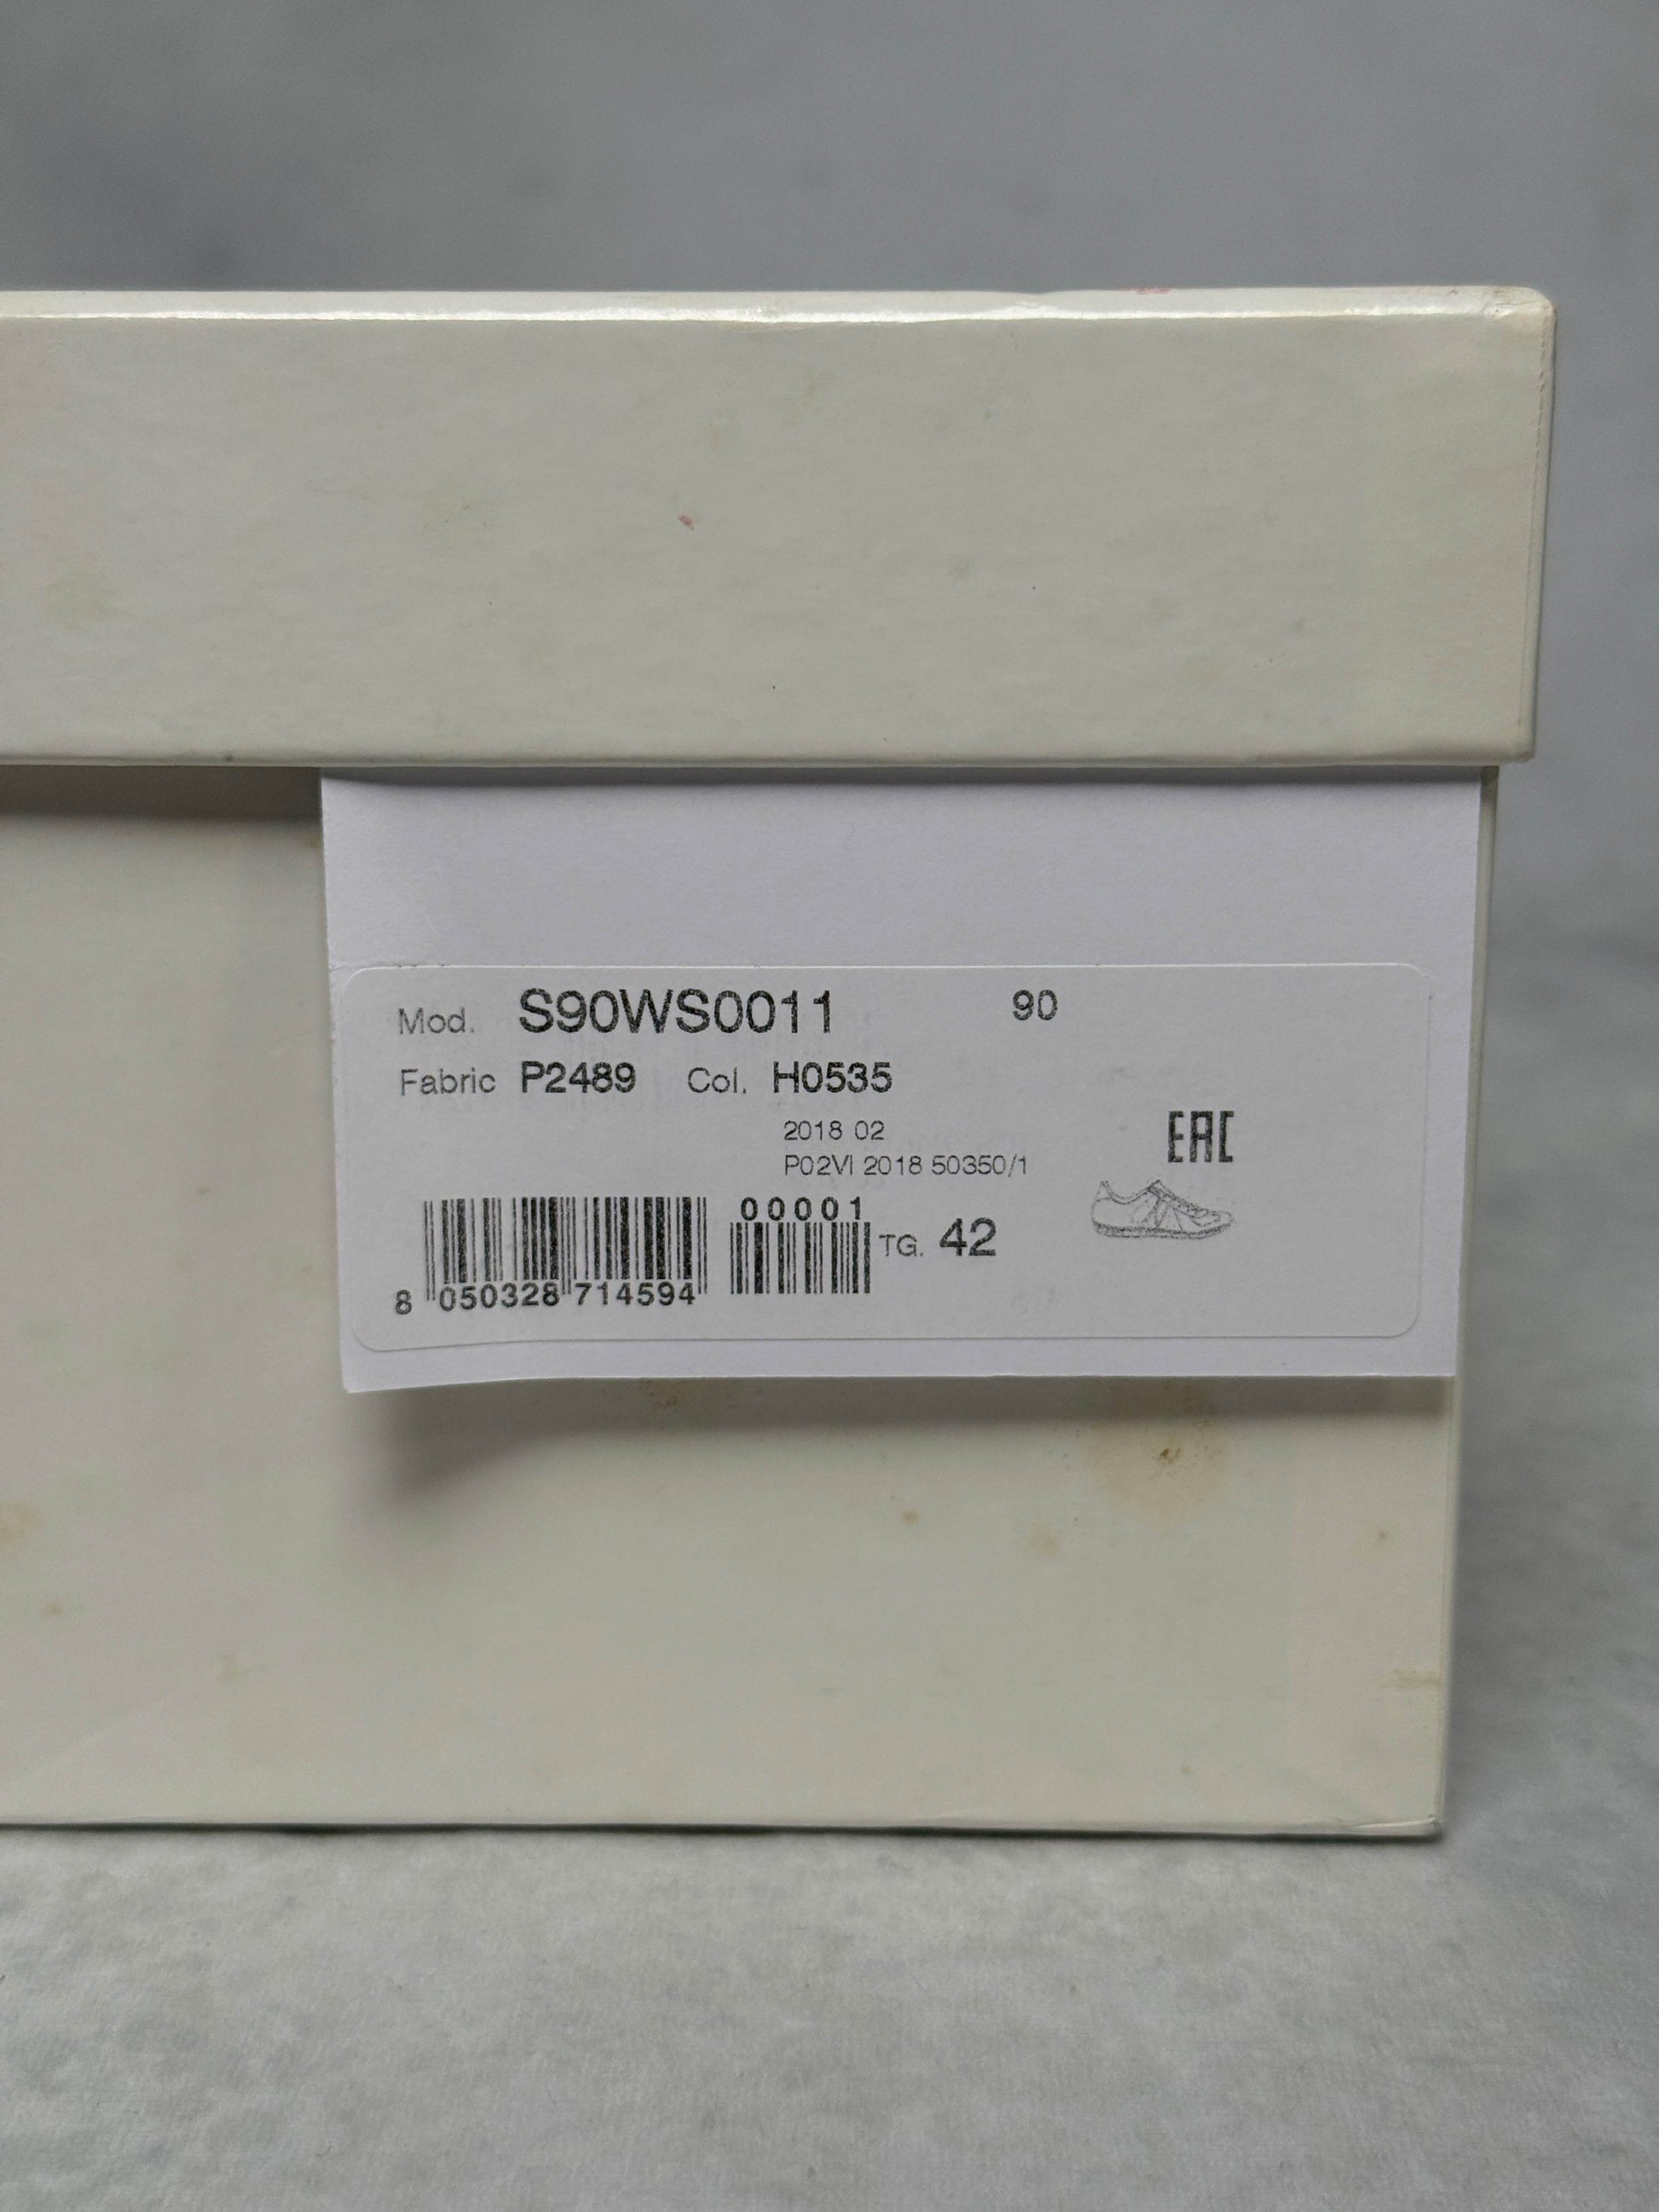 Mod. S90WS0011 90
Fabric P2489 Col. H0535
2018 02
P02VI 2018 50350/1
EAC
00001
TG. 42
8 050328 714594